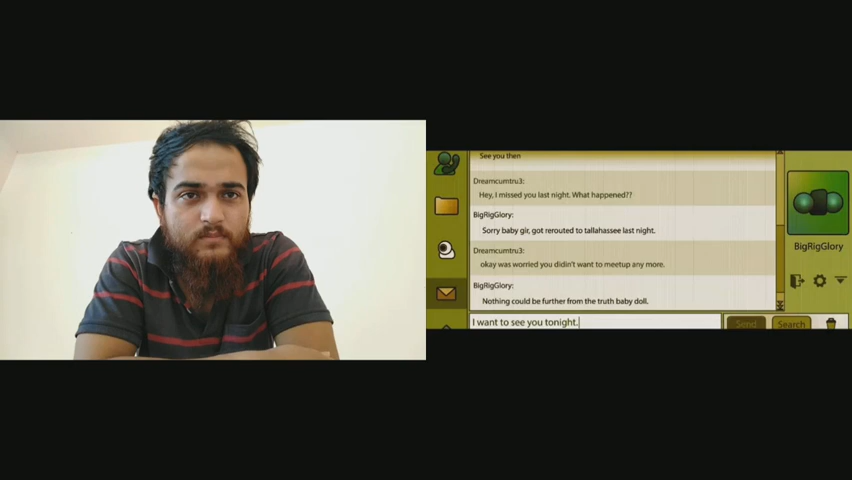 See you then
Dreamcumtru3:
Hey, I missed you last night. What happened??
BigRigGlory:
Sorry baby gir, got rerouted to tallahassee last night.
Dreamcumtru3:
okay was worried you didin't want to meetup any more.
BigRigGlory:
Nothing could be further from the truth baby doll.
I want to see you tonight.
Send
Search
BigRigGlory